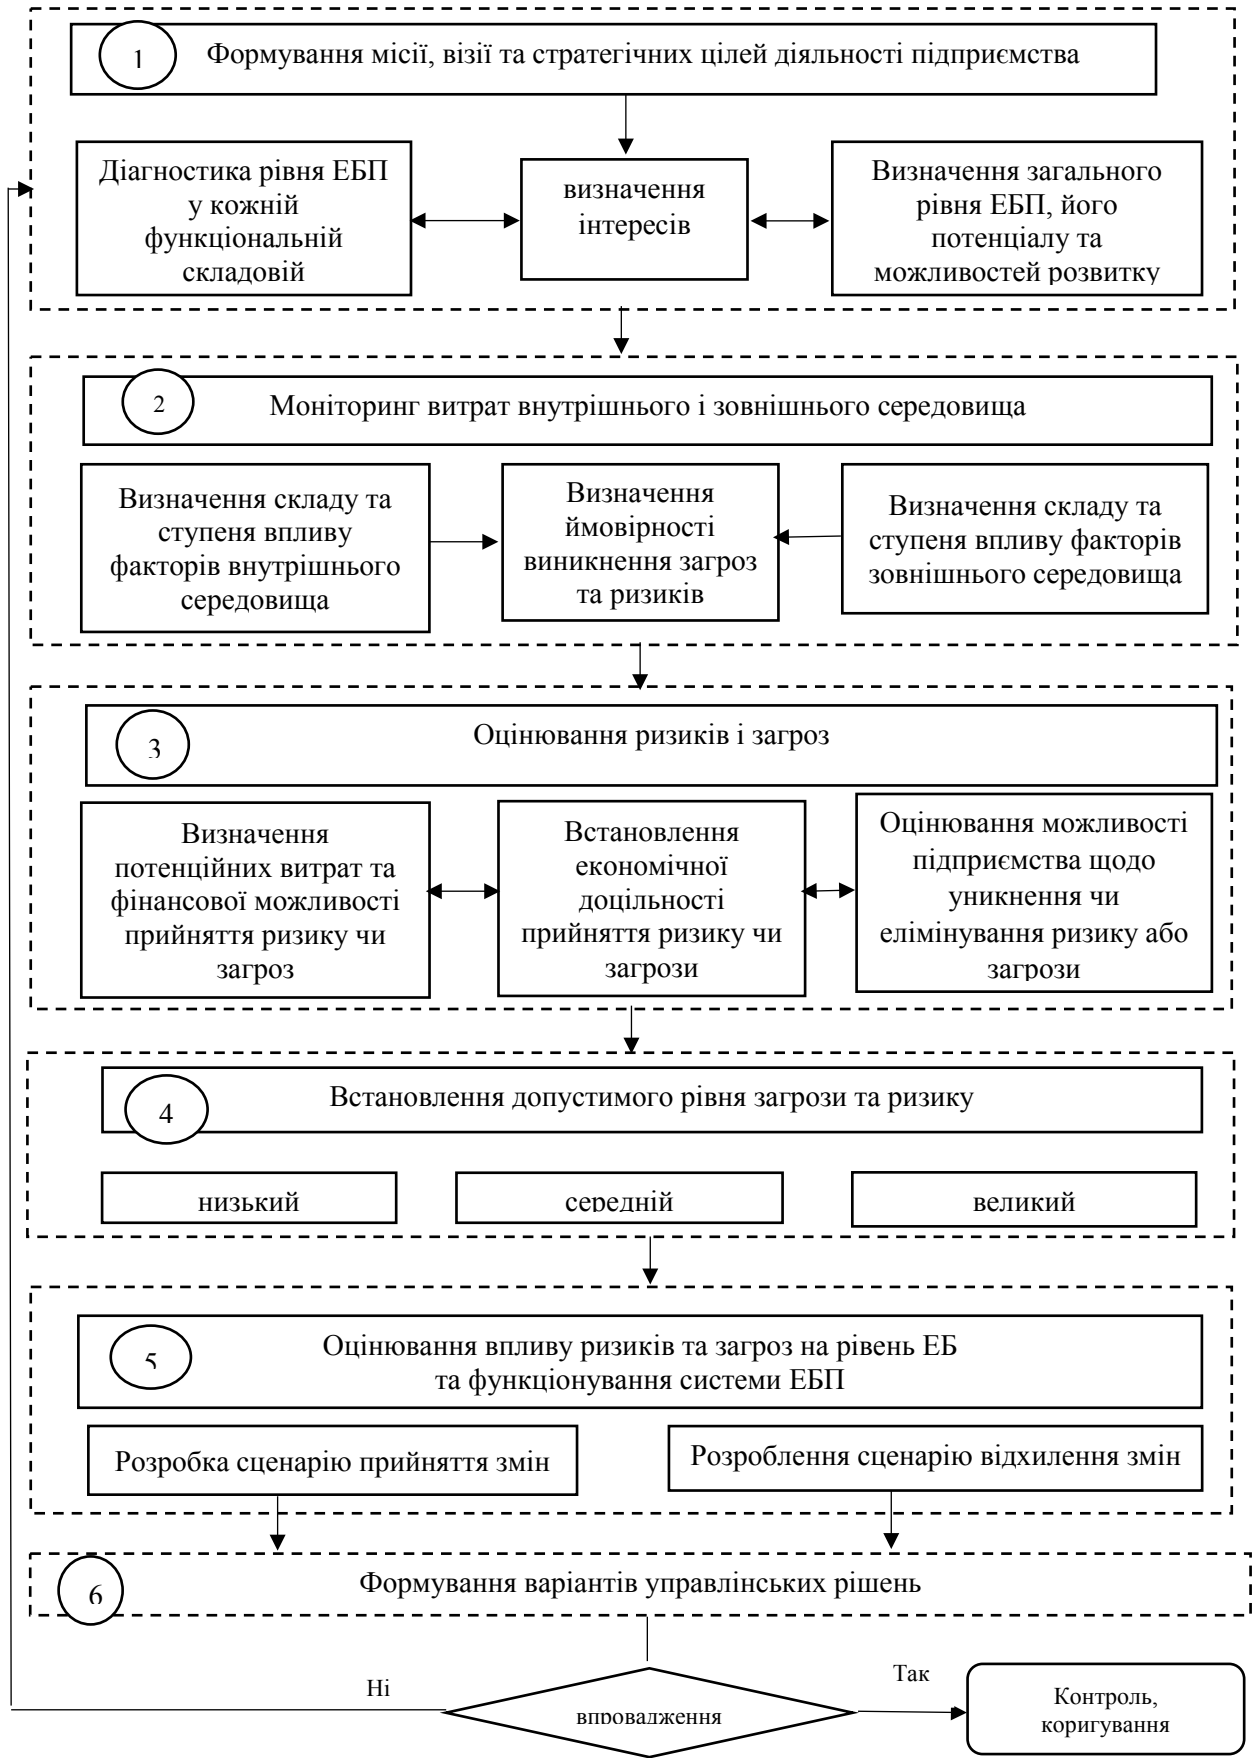 1
Формування місії, візії та стратегічних цілей діяльності підприємства
Діагностика рівня ЕБП
у кожній
функціональній
складовій
визначення
інтересів
Визначення загального
рівня ЕБП, його
потенціалу та
можливостей розвитку
2
Моніторинг витрат внутрішнього і зовнішнього середовища
Визначення складу та
ступеня впливу
факторів внутрішнього
середовища
Визначення
ймовірності
виникнення загроз
та ризиків
Визначення складу та
ступеня впливу факторів
зовнішнього середовища
3
Оцінювання ризиків і загроз
Визначення
потенційних витрат та
фінансової можливості
прийняття ризику чи
загроз
Встановлення
економічної
доцільності
прийняття ризику чи
загрози
Оцінювання можливості
підприємства щодо
уникнення чи
елімінування ризику або
загрози
4
Встановлення допустимого рівня загрози та ризику
низький
середній
великий
5
Оцінювання впливу ризиків та загроз на рівень ЕБ
та функціонування системи ЕБП
Розробка сценарію прийняття змін
Розроблення сценарію відхилення змін
6
Формування варіантів управлінських рішень
Ні
впровадження
Так
Контроль,
коригування